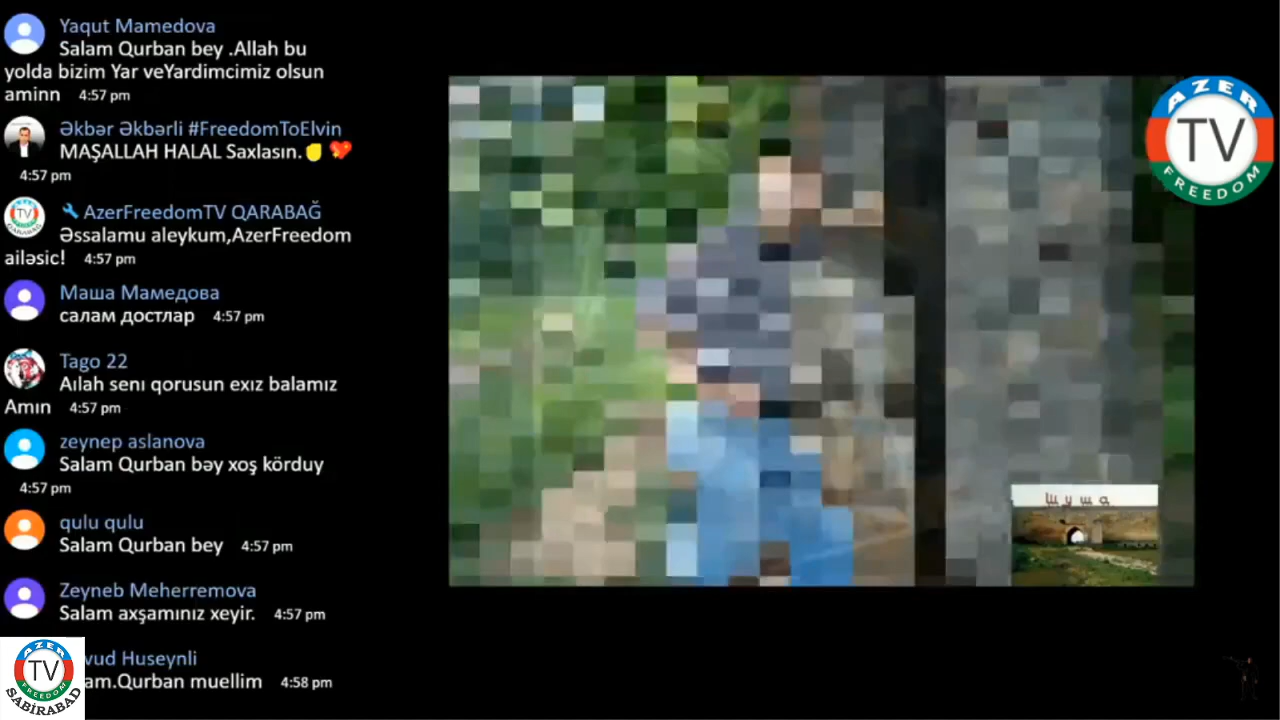 Yaqut Mamedova
Salam Qurban bey .Allah bu
yolda bizim Yar veYardimcimiz olsun
aminn 4:57 pm
Əkbər Əkbərli #FreedomToElvin
MAŞALLAH HALAL Saxlasın.
4:57 pm
AzerFreedomTV QARABAĞ
Əssalamu aleykum,AzerFreedom
ailəsic! 4:57 pm
Маша Мамедова
салам достлар 4:57 pm
Tago 22
Aılah senı qorusun exız balamız
Amın 4:57 pm
zeynep aslanova
Salam Qurban bəy xoş körduy
4:57 pm
qulu qulu
Salam Qurban bey 4:57 pm
Zeyneb Meherremova
Salam axşamınız xeyir. 4:57 pm
vud Huseynli
am.Qurban muellim 4:58 pm
AZER
TV
FREEDOM
SABİRABAD
AZER
TV
FREEDOM
Шуша